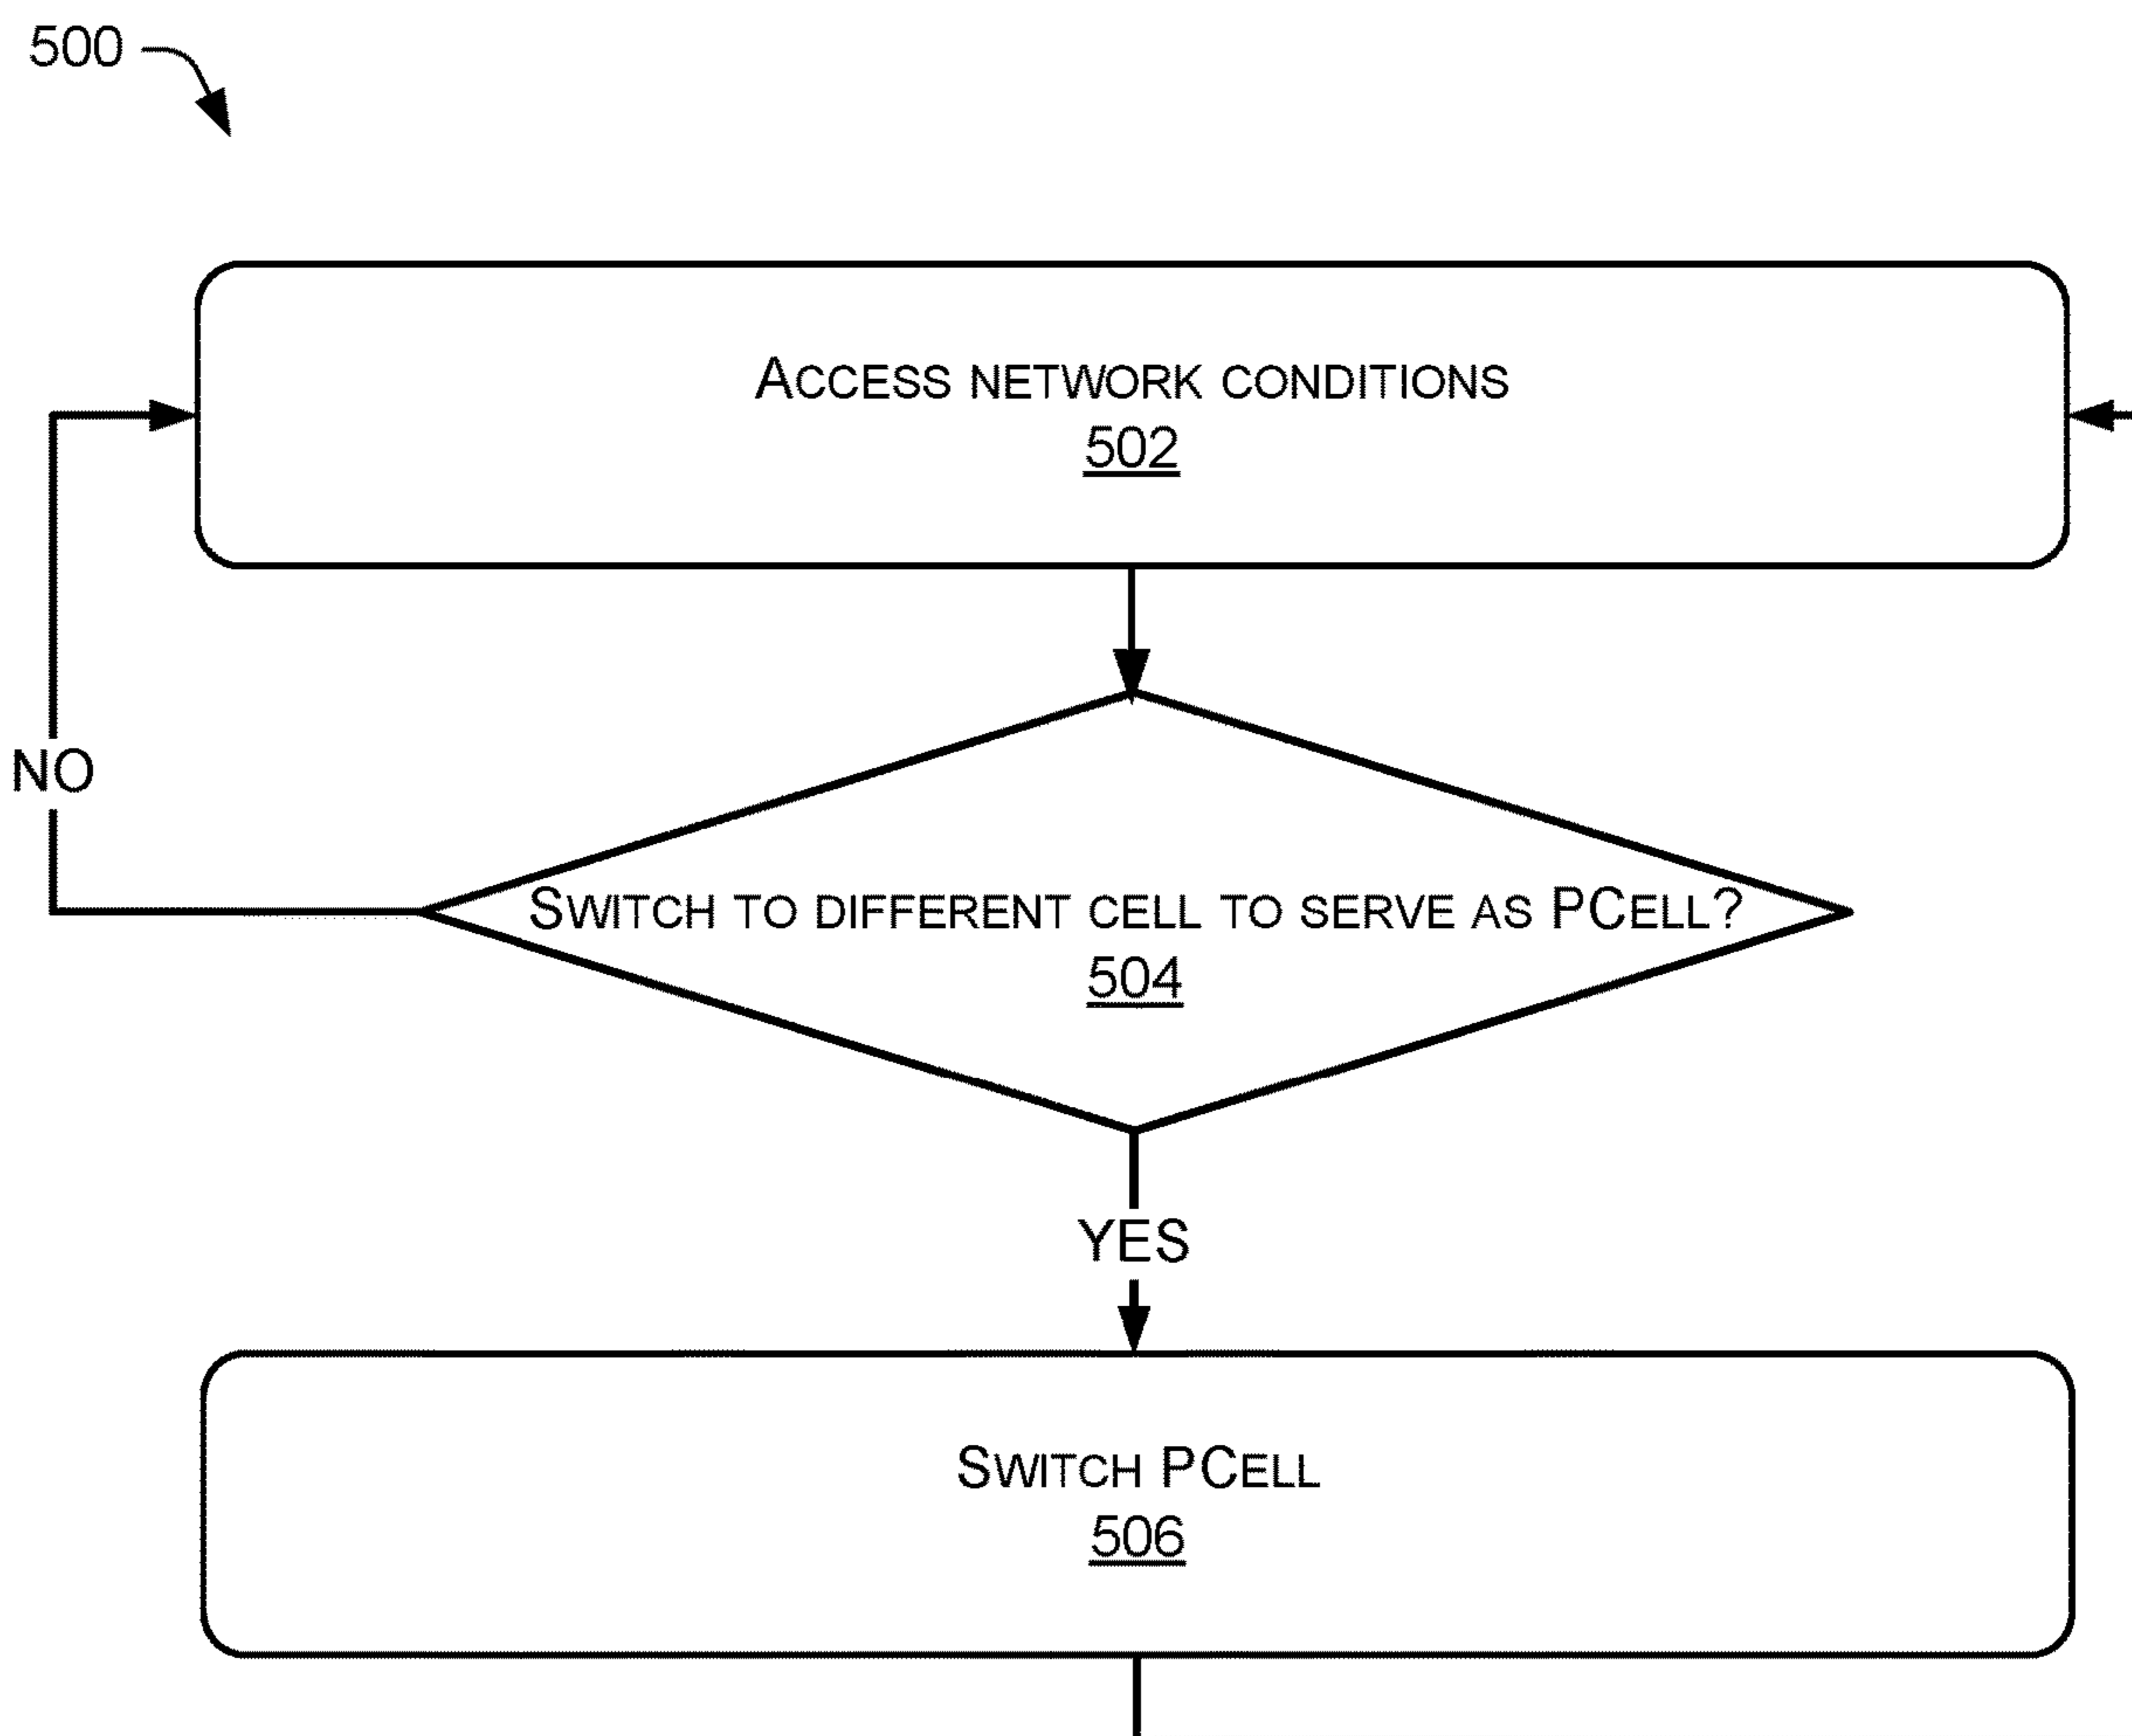 500
ACCESS NETWORK CONDITIONS
502
NO
SWITCH TO DIFFERENT CELL TO SERVE AS PCELL?
504
YES
SWITCH PCELL
506